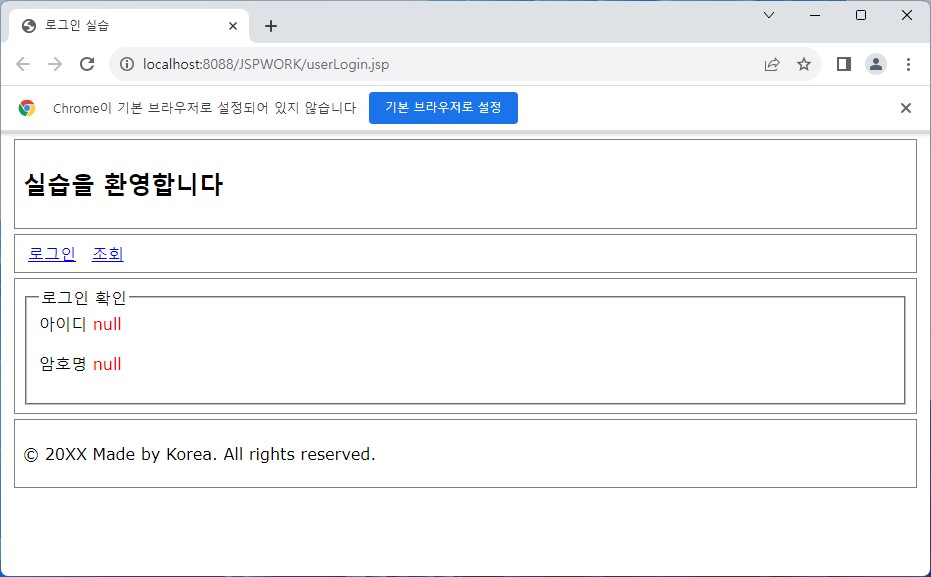 로그인 실습
localhost:8088/JSPWORK/userLogin.jsp
Chrome이 기본 브라우저로 설정되어 있지 않습니다 기본 브라우저로 설정
실습을 환영합니다
로그인 조회
로그인 확인
아이디 null
암호명 null
© 20XX Made by Korea. All rights reserved.